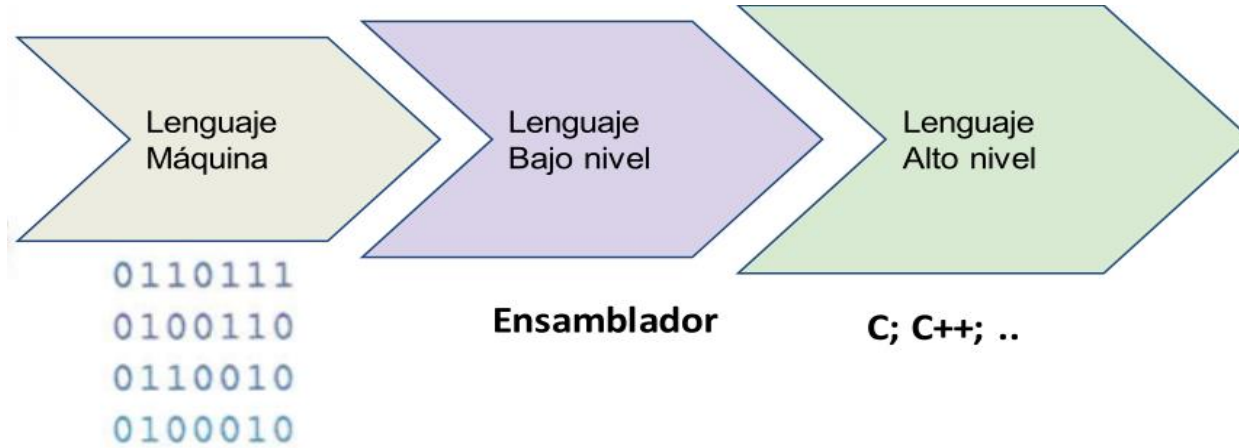 Lenguaje
Máquina
Lenguaje
Bajo nivel
Lenguaje
Alto nivel
0110111
0100110
0110010
0100010
Ensamblador
C; C++; ..